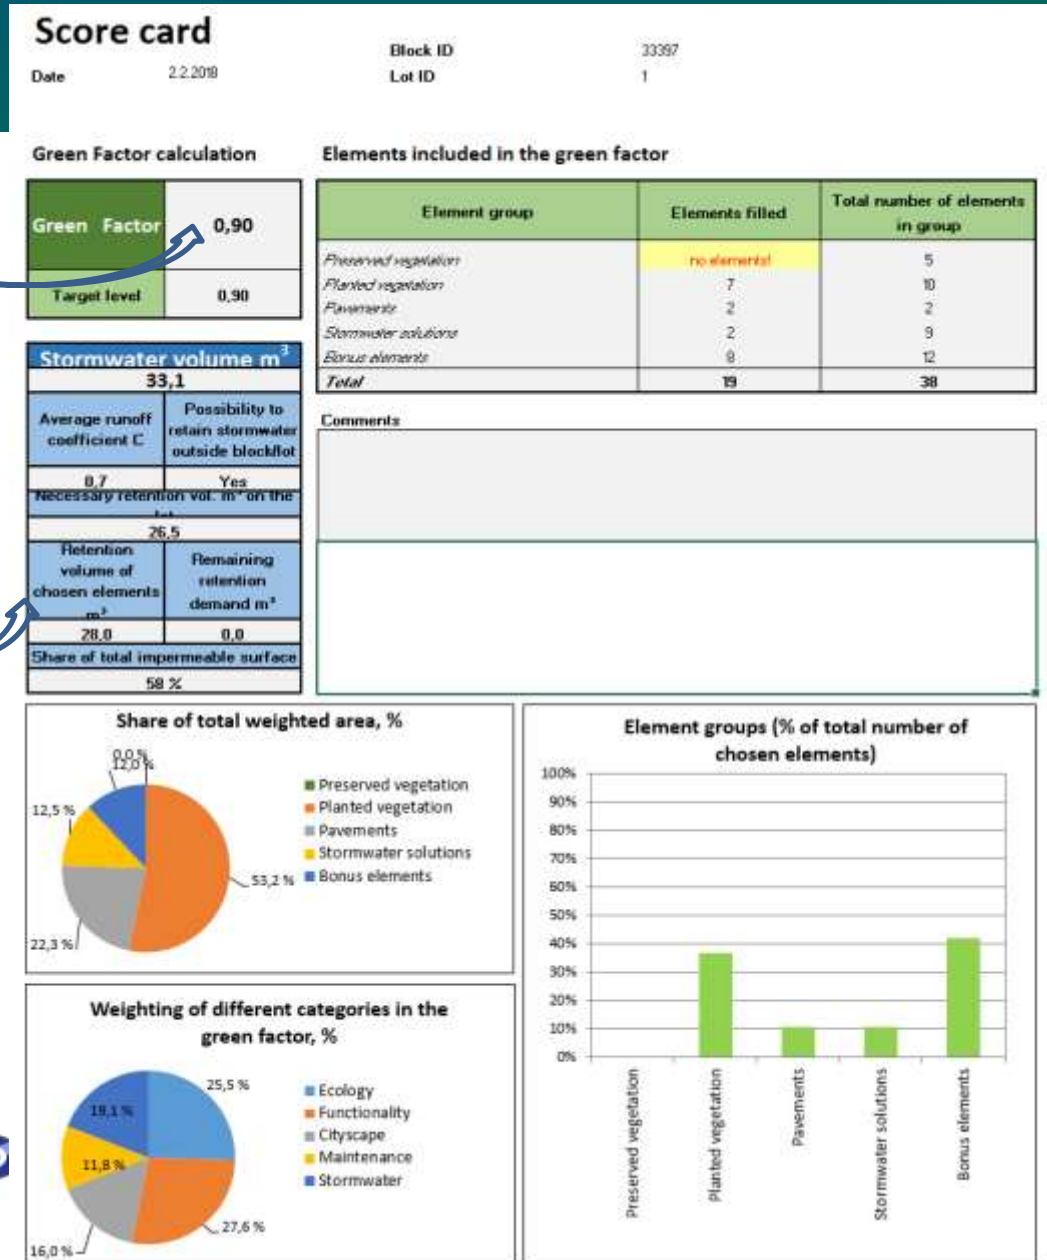 Score card
Date 2.2.2018
Block ID 33397
Lot ID 1
Green Factor calculation
Green Factor 0,90
Target level 0,90
Elements included in the green factor
Element group Elements filled Total number of elements in group
Preserved vegetation no elements! 5
Planted vegetation 7 10
Pavements 2 2
Stormwater solutions 2 9
Bonus elements 8 12
Total 19 38
Stormwater volume m³
33,1
Average runoff coefficient C
Possibility to retain stormwater outside block/lot
0,7 Yes
Necessary retention vol. m³ on the
26,5
Retention volume of chosen elements m³
Remaining retention demand m³
28,0 0,0
Share of total impermeable surface
58 %
Comments
Share of total weighted area, %
0,0 %
12,0 %
12,5 %
53,2 %
22,3 %
Preserved vegetation
Planted vegetation
Pavements
Stormwater solutions
Bonus elements
Weighting of different categories in the
green factor, %
25,5 %
19,1 %
11,8 %
27,6 %
16,0 %
Ecology
Functionality
Cityscape
Maintenance
Stormwater
Element groups (% of total number of
chosen elements)
100%
90%
80%
70%
60%
50%
40%
30%
20%
10%
0%
Preserved vegetation
Planted vegetation
Pavements
Stormwater solutions
Bonus elements